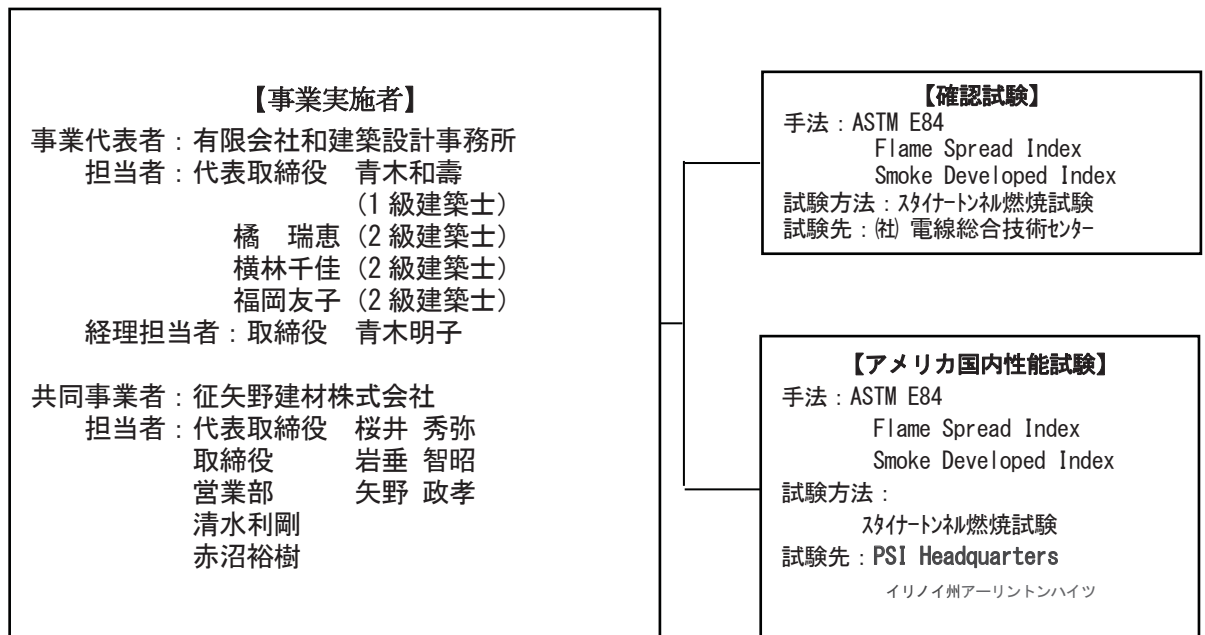 【事業実施者】
事業代表者：有限会社和建築設計事務所
担当者：代表取締役　青木和壽
（1級建築士）
橘　瑞恵（2級建築士）
横林千佳（2級建築士）
福岡友子（2級建築士）
経理担当者：取締役　青木明子
共同事業者：征矢野建材株式会社
担当者：代表取締役　桜井 秀弥
取締役　岩垂 智昭
営業部　矢野 政孝
清水利剛
赤沼裕樹
【確認試験】
手法：ASTM E84
Flame Spread Index
Smoke Developed Index
試験方法：ｽﾀｲﾅｰﾄﾝﾈﾙ燃焼試験
試験先：㈳ 電線総合技術ｾﾝﾀｰ
【アメリカ国内性能試験】
手法：ASTM E84
Flame Spread Index
Smoke Developed Index
試験方法：
ｽﾀｲﾅｰﾄﾝﾈﾙ燃焼試験
試験先：PSI Headquarters
イリノイ州アーリントンハイツ